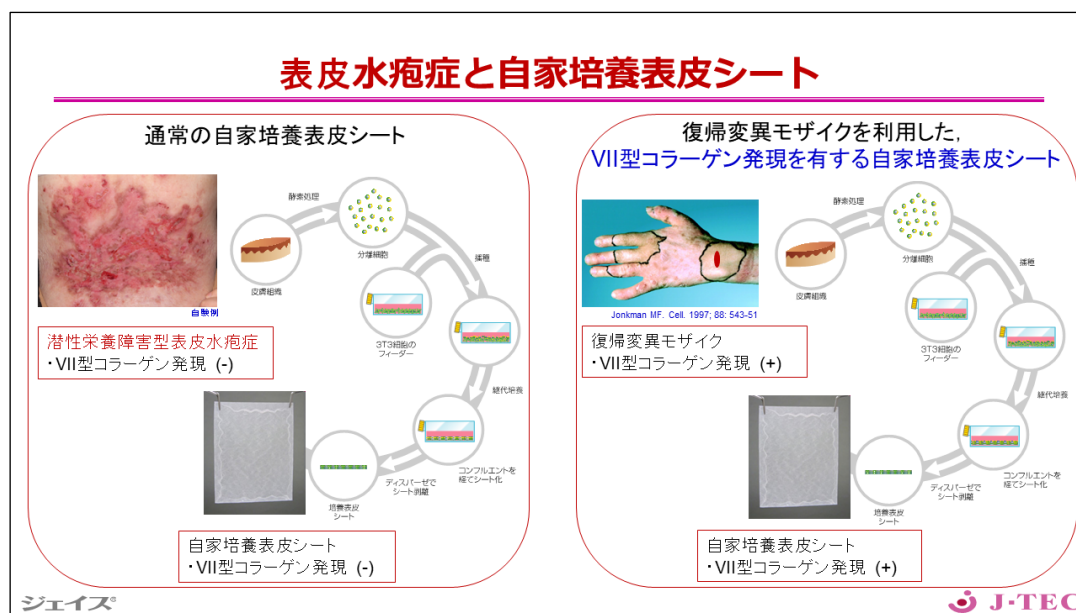 表皮水疱症と自家培養表皮シート
通常の自家培養表皮シート
酵素処理
分離細胞
播種
皮膚組織
自験例
3T3細胞の
フィーダー
潜性栄養障害型表皮水疱症
・VII型コラーゲン発現 (-)
継代培養
コンフルエントを
経てシート化
ディスパーゼで
シート剥離
培養表皮
シート
自家培養表皮シート
・VII型コラーゲン発現 (-)
復帰変異モザイクを利用した,
VII型コラーゲン発現を有する自家培養表皮シート
酵素処理
分離細胞
播種
皮膚組織
Jonkman MF. Cell. 1997; 88: 543-51
3T3細胞の
フィーダー
復帰変異モザイク
・VII型コラーゲン発現 (+)
継代培養
コンフルエントを
経てシート化
ディスパーゼで
シート剥離
培養表皮
シート
自家培養表皮シート
・VII型コラーゲン発現 (+)
ジェイス®
J-TEC